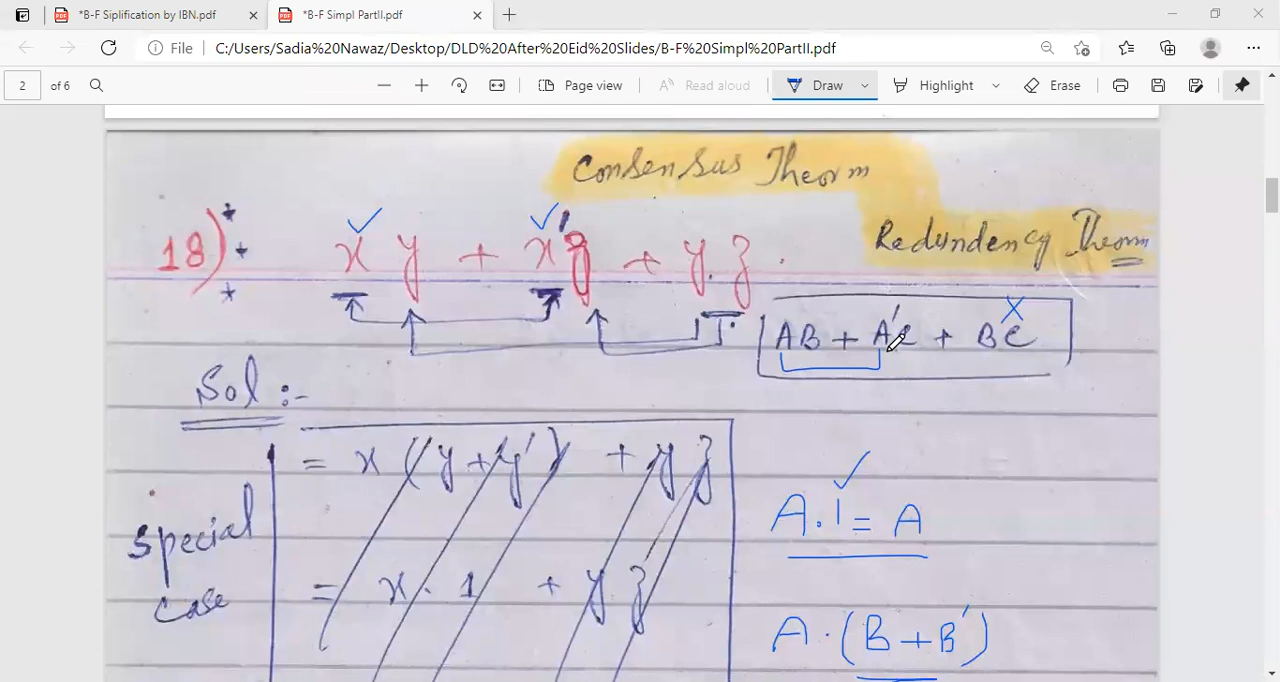 *B-F Siplification by IBN.pdf
*B-F Simpl PartII.pdf
File
C:/Users/Sadia%20Nawaz/Desktop/DLD%20After%20Eid%20Slides/B-F%20Simpl%20PartII.pdf
2 of 6
Page view
Read aloud
Draw
Highlight
Erase
Consensus Theorm
18) x y + x' z + y.z.
Redundency Theorm
AB + A'C + BC
Sol:-
= x (y+y') + y z
special case
A.1 = A
= x.1 + y z
A.(B+B')